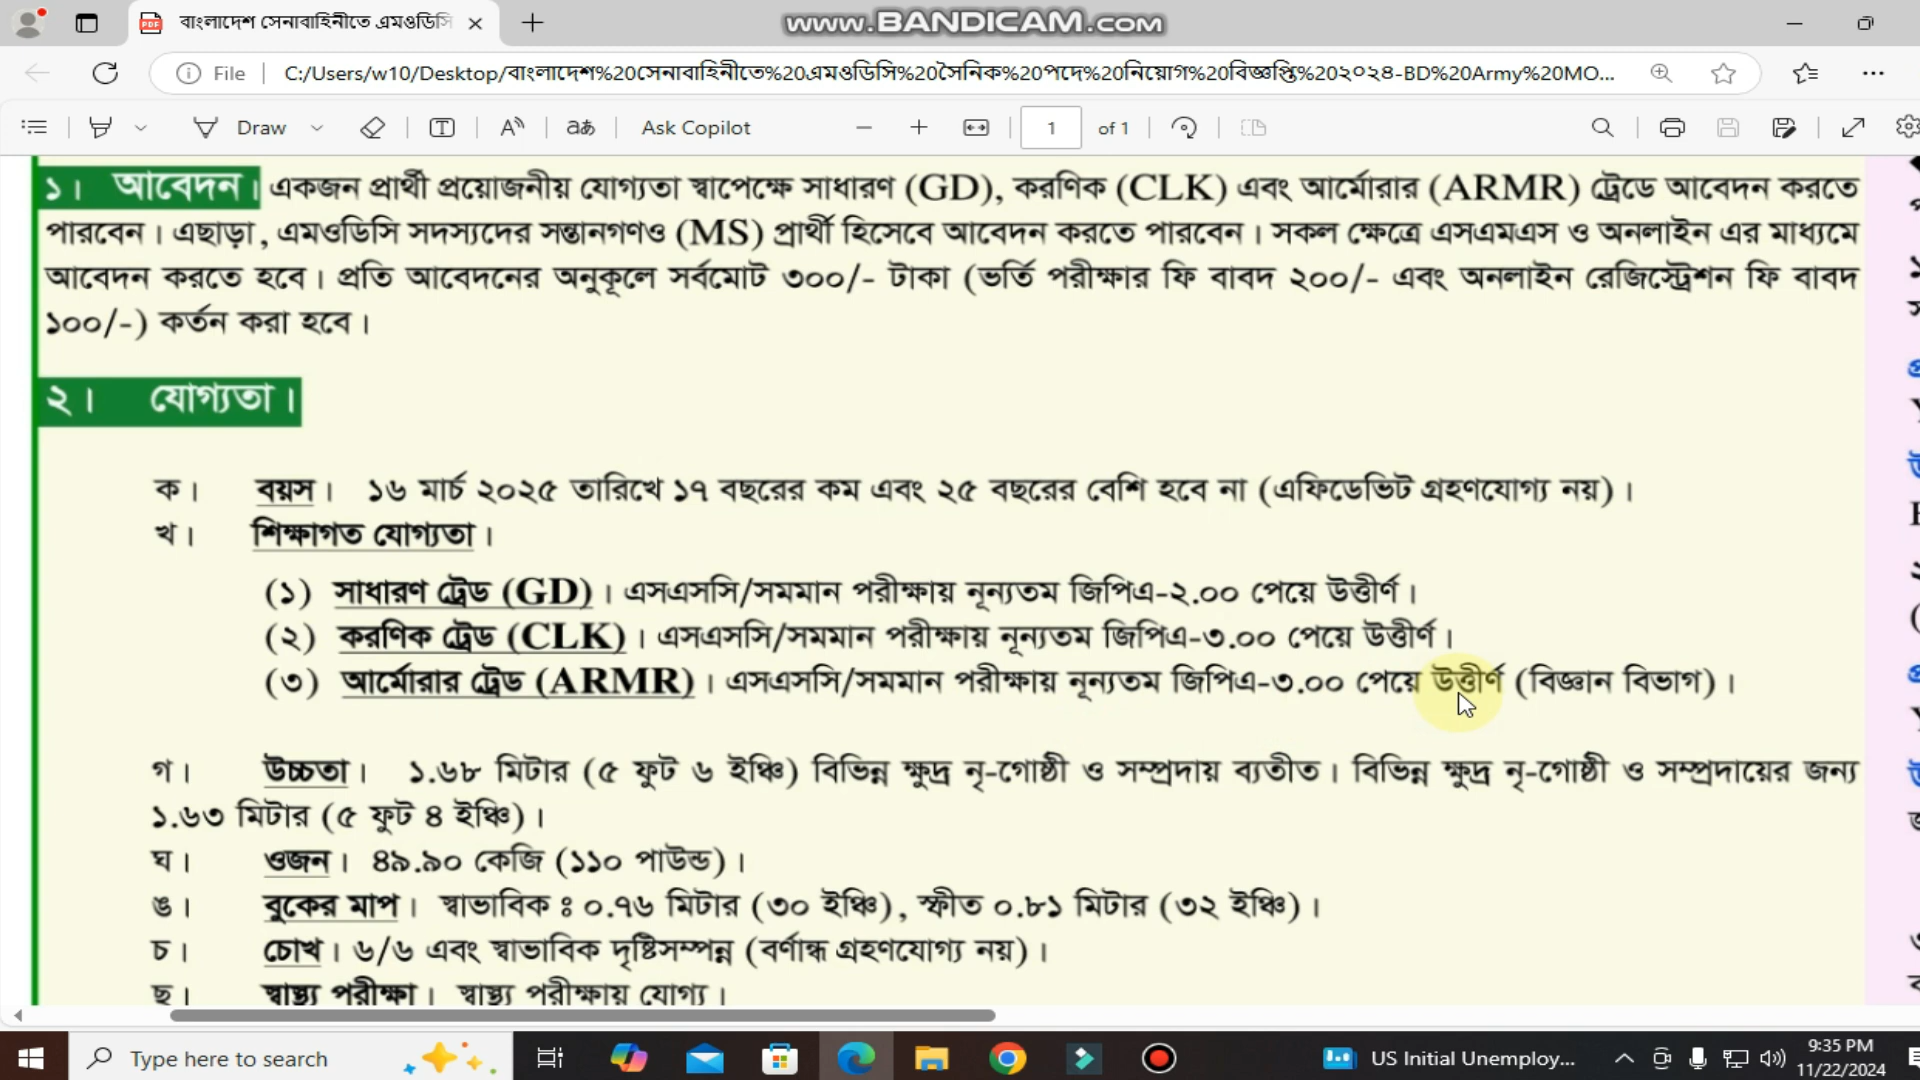 বাংলাদেশ সেনাবাহিনীতে এমওডিসি
www.BANDICAM.com
File
C:/Users/w10/Desktop/বাংলাদেশ%20সেনাবাহিনীতে%20এমওডিসি%20সৈনিক%20পদে%20নিয়োগ%20বিজ্ঞপ্তি%20২০২৪-BD%20Army%20MO...
Draw
Ask Copilot
1 of 1
১। আবেদন। একজন প্রার্থী প্রয়োজনীয় যোগ্যতা স্বাপেক্ষে সাধারণ (GD), করণিক (CLK) এবং আর্মোরার (ARMR) ট্রেডে আবেদন করতে
পারবেন। এছাড়া, এমওডিসি সদস্যদের সন্তানগণও (MS) প্রার্থী হিসেবে আবেদন করতে পারবেন। সকল ক্ষেত্রে এসএমএস ও অনলাইন এর মাধ্যমে
আবেদন করতে হবে। প্রতি আবেদনের অনুকূলে সর্বমোট ৩০০/- টাকা (ভর্তি পরীক্ষার ফি বাবদ ২০০/- এবং অনলাইন রেজিস্ট্রেশন ফি বাবদ
১০০/-) কর্তন করা হবে।
২। যোগ্যতা।
ক। বয়স। ১৬ মার্চ ২০২৫ তারিখে ১৭ বছরের কম এবং ২৫ বছরের বেশি হবে না (এফিডেভিট গ্রহণযোগ্য নয়)।
খ। শিক্ষাগত যোগ্যতা।
(১) সাধারণ ট্রেড (GD)। এসএসসি/সমমান পরীক্ষায় নূন্যতম জিপিএ-২.০০ পেয়ে উত্তীর্ণ।
(২) করণিক ট্রেড (CLK)। এসএসসি/সমমান পরীক্ষায় নূন্যতম জিপিএ-৩.০০ পেয়ে উত্তীর্ণ।
(৩) আর্মোরার ট্রেড (ARMR)। এসএসসি/সমমান পরীক্ষায় নূন্যতম জিপিএ-৩.০০ পেয়ে উত্তীর্ণ (বিজ্ঞান বিভাগ)।
গ। উচ্চতা। ১.৬৮ মিটার (৫ ফুট ৬ ইঞ্চি) বিভিন্ন ক্ষুদ্র নৃ-গোষ্ঠী ও সম্প্রদায় ব্যতীত। বিভিন্ন ক্ষুদ্র নৃ-গোষ্ঠী ও সম্প্রদায়ের জন্য
১.৬৩ মিটার (৫ ফুট ৪ ইঞ্চি)।
ঘ। ওজন। ৪৯.৯০ কেজি (১১০ পাউন্ড)।
ঙ। বুকের মাপ। স্বাভাবিক ঃ ০.৭৬ মিটার (৩০ ইঞ্চি), স্ফীত ০.৮১ মিটার (৩২ ইঞ্চি)।
চ। চোখ। ৬/৬ এবং স্বাভাবিক দৃষ্টিসম্পন্ন (বর্ণান্ধ গ্রহণযোগ্য নয়)।
ছ। স্বাস্থ্য পরীক্ষা। স্বাস্থ্য পরীক্ষায় যোগ্য।
Type here to search
US Initial Unemploy...
9:35 PM
11/22/2024